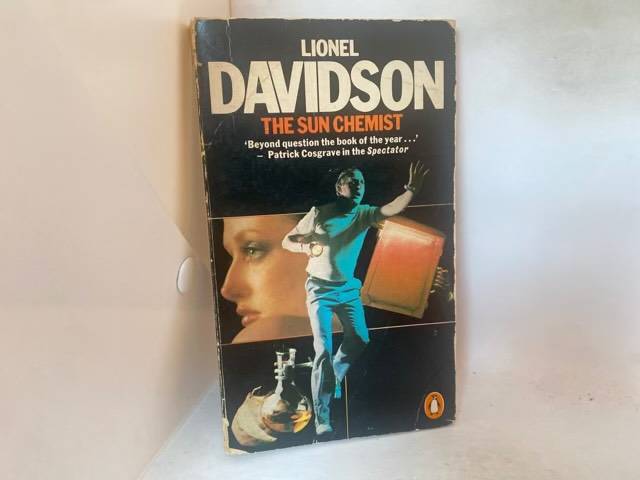 LIONEL
DAVIDSON
THE SUN CHEMIST
'Beyond question the book of the year...'
– Patrick Cosgrave in the Spectator